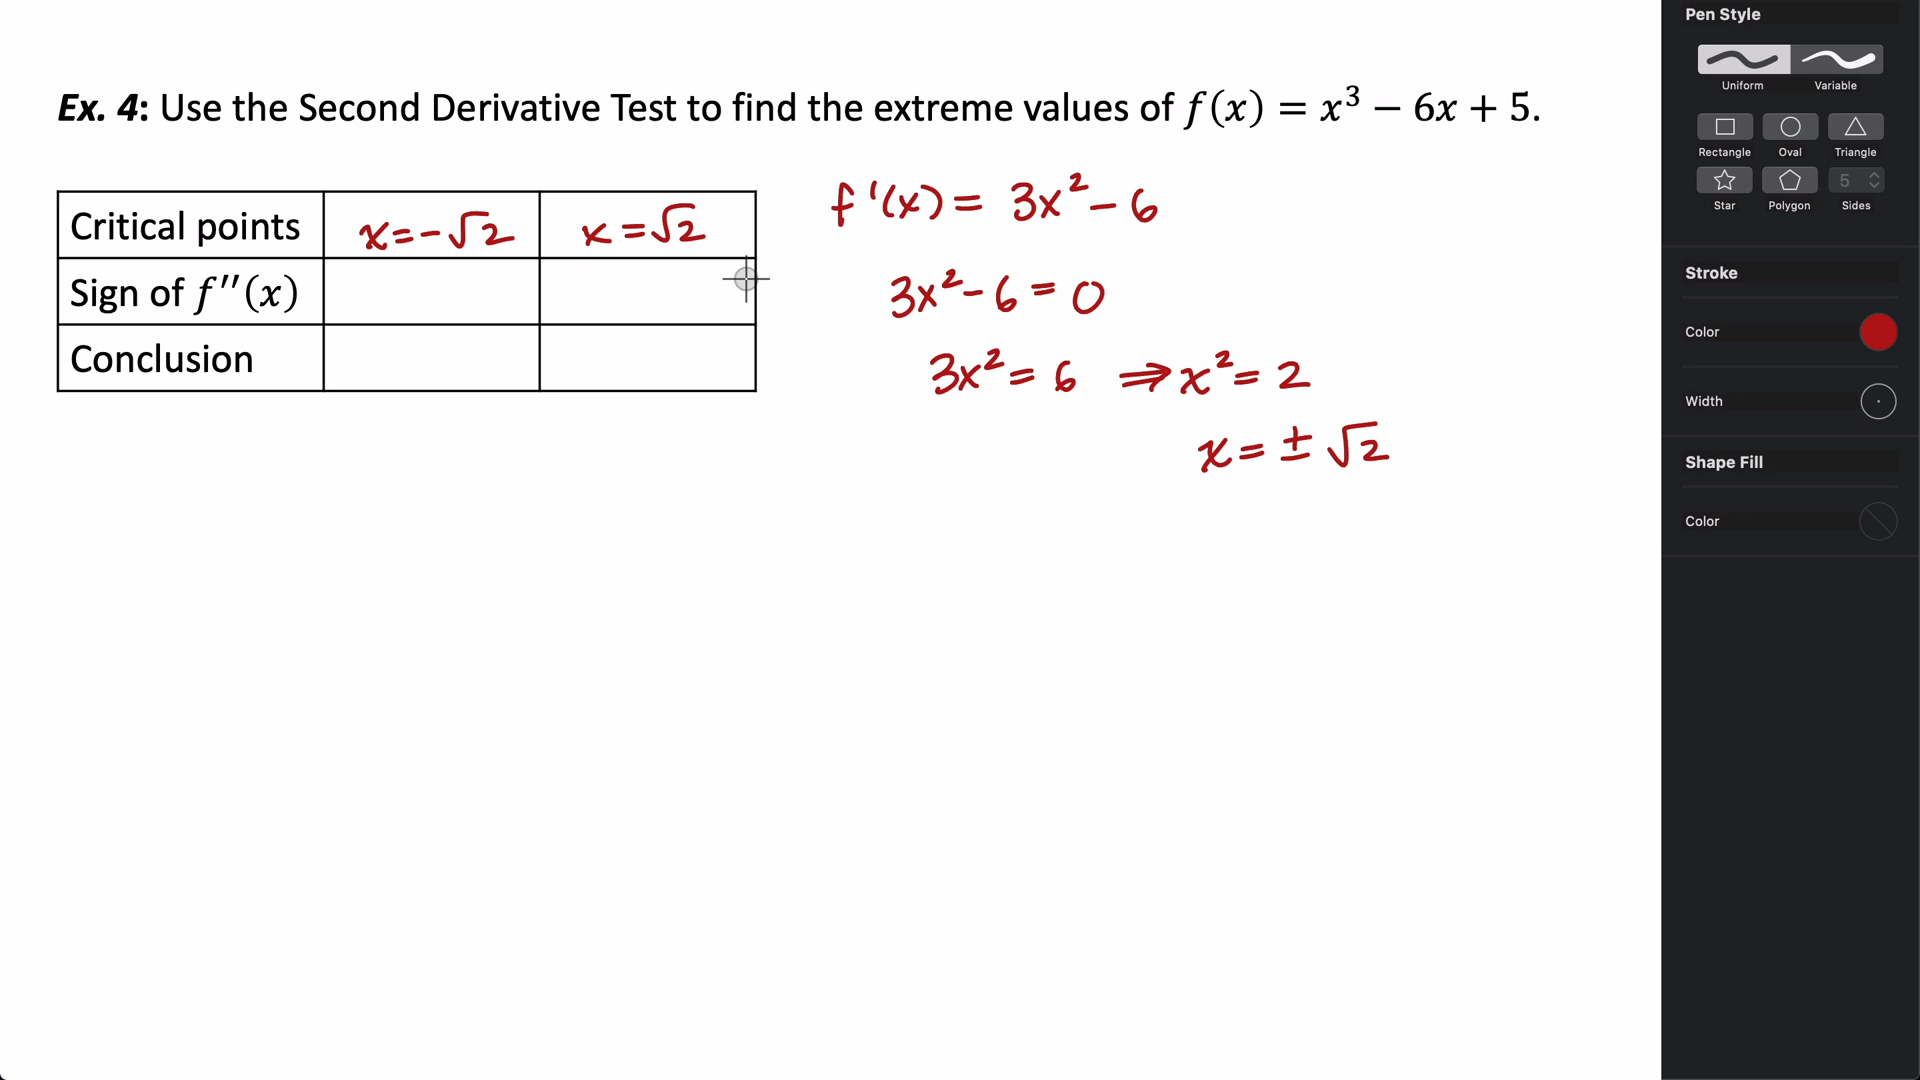 Ex. 4: Use the Second Derivative Test to find the extreme values of f(x) = x³ − 6x + 5.
Critical points x=-√2 x=√2
Sign of f''(x)
Conclusion
f'(x) = 3x² - 6
3x² - 6 = 0
3x² = 6 ⇒ x² = 2
x = ± √2
Pen Style
Uniform Variable
Rectangle Oval Triangle
5
Star Polygon Sides
Stroke
Color
Width
Shape Fill
Color